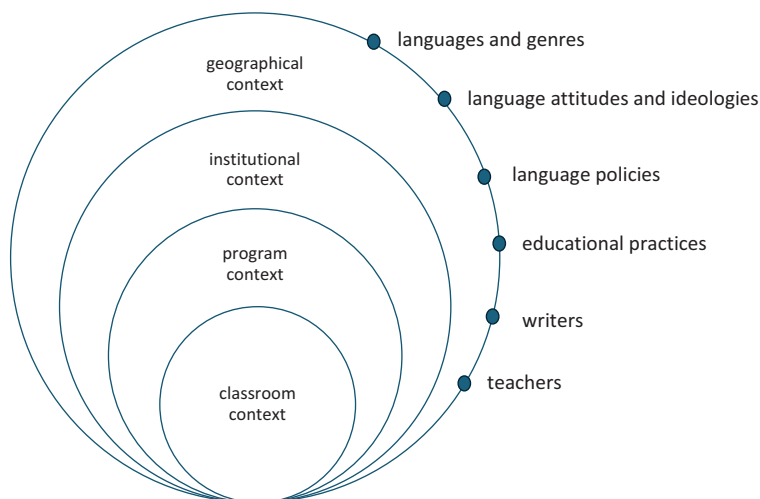 languages and genres
geographical
context
language attitudes and ideologies
institutional
context
language policies
educational practices
program
context
writers
teachers
classroom
context